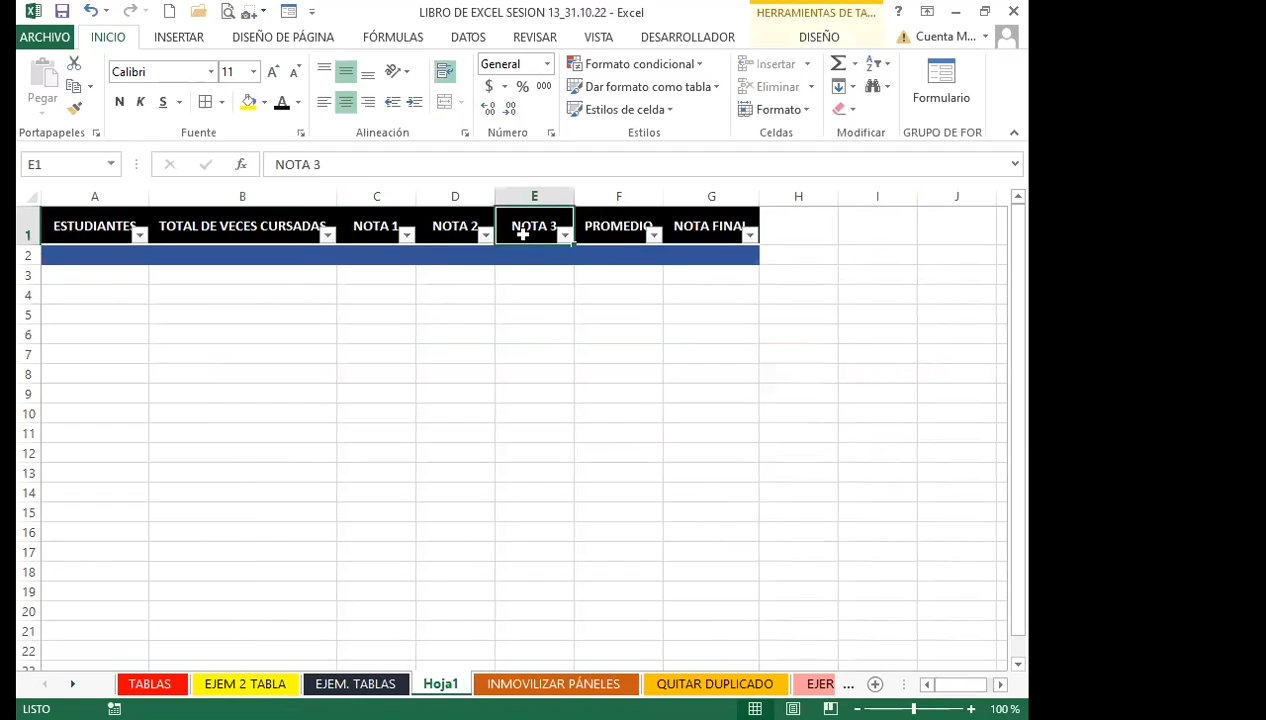 LIBRO DE EXCEL SESION 13_31.10.22 - Excel
HERRAMIENTAS DE TA...
?
ARCHIVO INICIO INSERTAR DISEÑO DE PÁGINA FÓRMULAS DATOS REVISAR VISTA DESARROLLADOR DISEÑO Cuenta M...
Pegar
Calibri 11
N K S
General
$ % 000
Formato condicional
Dar formato como tabla
Estilos de celda
Insertar
Eliminar
Formato
Formulario
Portapapeles Fuente Alineación Número Estilos Celdas Modificar GRUPO DE FOR
E1 fx NOTA 3
A B C D E F G H I J
1 ESTUDIANTES TOTAL DE VECES CURSADAS NOTA 1 NOTA 2 NOTA 3 PROMEDIO NOTA FINAL
2
3
4
5
6
7
8
9
10
11
12
13
14
15
16
17
18
19
20
21
22
23
TABLAS EJEM 2 TABLA EJEM. TABLAS Hoja1 INMOVILIZAR PÁNELES QUITAR DUPLICADO EJER ...
LISTO 100 %